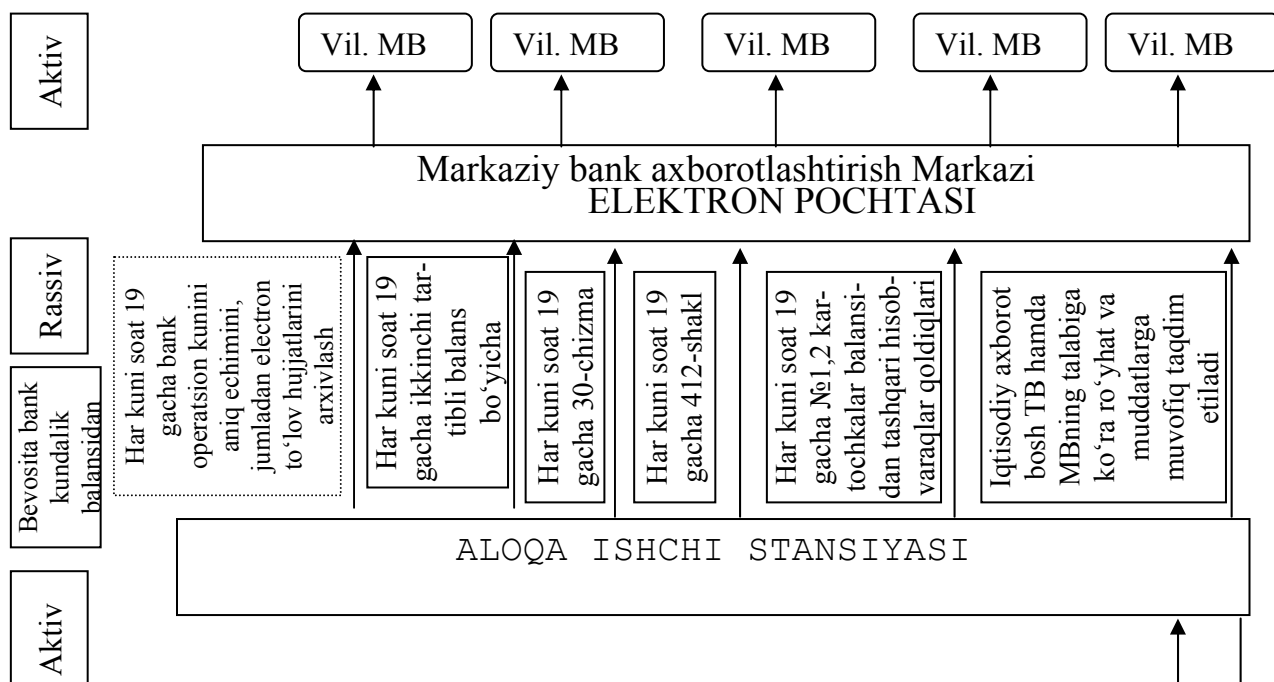 Aktiv
Vil. MB
Vil. MB
Vil. MB
Vil. MB
Vil. MB
Markaziy bank axborotlashtirish Markazi
ELEKTRON POCHTASI
Rassiv
Bevosita bank
kundalik
balansidan
Har kuni soat 19
gacha bank
operatsion kunini
aniq echimimi,
jumladan electron
to‘lov hujjatlarini
arxivlash
Har kuni soat 19
gacha ikkinchi tar-
tibli balans
bo‘yicha
Har kuni soat 19
gacha 30-chizma
Har kuni soat 19
gacha 412-shakl
Har kuni soat 19
gacha №1,2 kar-
tochkalar balansi-
dan tashqari hisob-
varaqlar qoldiqlari
Iqtisodiy axborot
bosh TB hamda
MBning talabiga
ko‘ra ro‘yhat va
muddatlarga
muvofiq taqdim
etiladi
ALOQA ISHCHI STANSIYASI
Aktiv